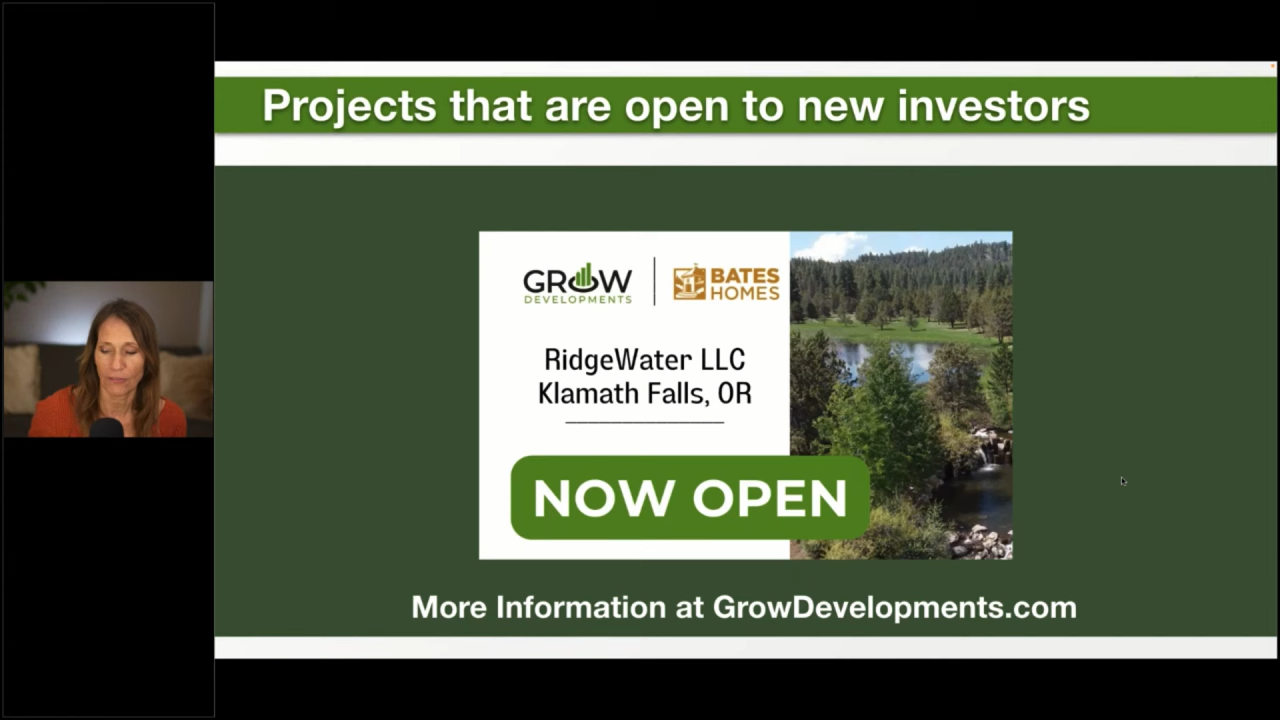 Projects that are open to new investors
GROW
DEVELOPMENTS
BATES
HOMES
RidgeWater LLC
Klamath Falls, OR
NOW OPEN
More Information at GrowDevelopments.com